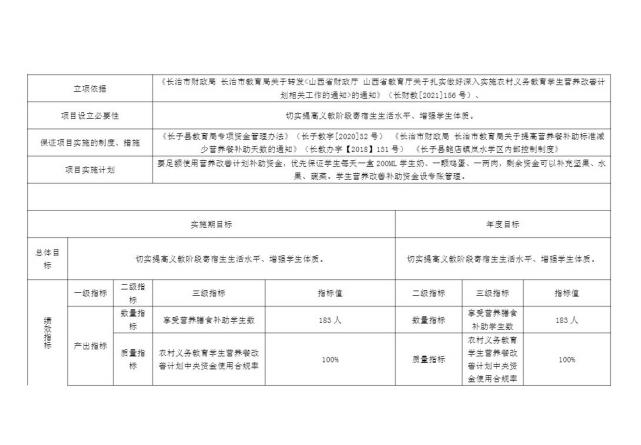 立项依据
《长治市财政局 长治市教育局关于转发<山西省财政厅 山西省教育厅关于扎实做好深入实施农村义务教育学生营养改善计
划相关工作的通知>的通知》（长财教[2021]156 号）、
项目设立必要性
切实提高义教阶段寄宿生生活水平、增强学生体质。
保证项目实施的制度、措施
《长子县教育局专项资金管理办法》（长子教字[2020]32 号） 《长治市财政局 长治市教育局关于提高营养餐补助标准减
少营养餐补助天数的通知》（长教办字【2018】131 号） 《长子县鲍店镇岚水学区内部控制制度》
项目实施计划
要足额使用营养改善计划补助资金，优先保证学生每天一盒 200ML 学生奶、一颗鸡蛋、一两肉，剩余资金可以补充坚果、水
果、蔬菜。学生营养改善补助资金设专账管理。
实施期目标
年度目标
总体目
标
切实提高义教阶段寄宿生生活水平、增强学生体质。
切实提高义教阶段寄宿生生活水平、增强学生体质。
绩
效
指
标
一级指标
二级指
标
三级指标
指标值
二级指标
三级指标
指标值
产出指标
数量指
标
享受营养膳食补助学生数
183 人
数量指标
享受营养膳食
补助学生数
183 人
质量指
标
农村义务教育学生营养餐改
善计划中央资金使用合规率
100%
质量指标
农村义务教育
学生营养餐改
善计划中央资
金使用合规率
100%